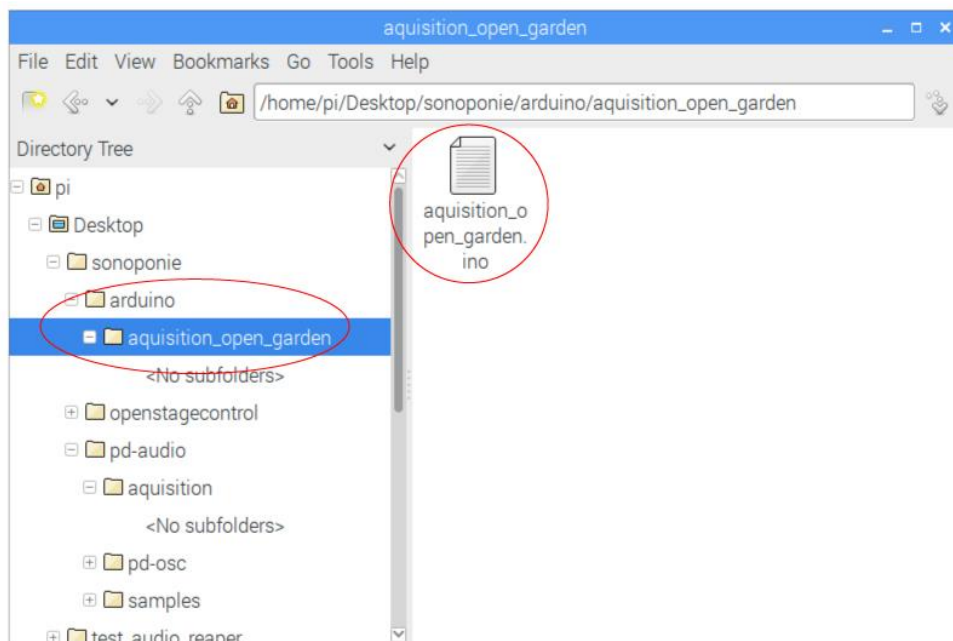 aquisition_open_garden
File Edit View Bookmarks Go Tools Help
/home/pi/Desktop/sonoponie/arduino/aquisition_open_garden
Directory Tree
pi
Desktop
sonoponie
arduino
aquisition_open_garden
<No subfolders>
openstagecontrol
pd-audio
aquisition
<No subfolders>
pd-osc
samples
test_audio_reaper
aquisition_o
pen_garden.
ino